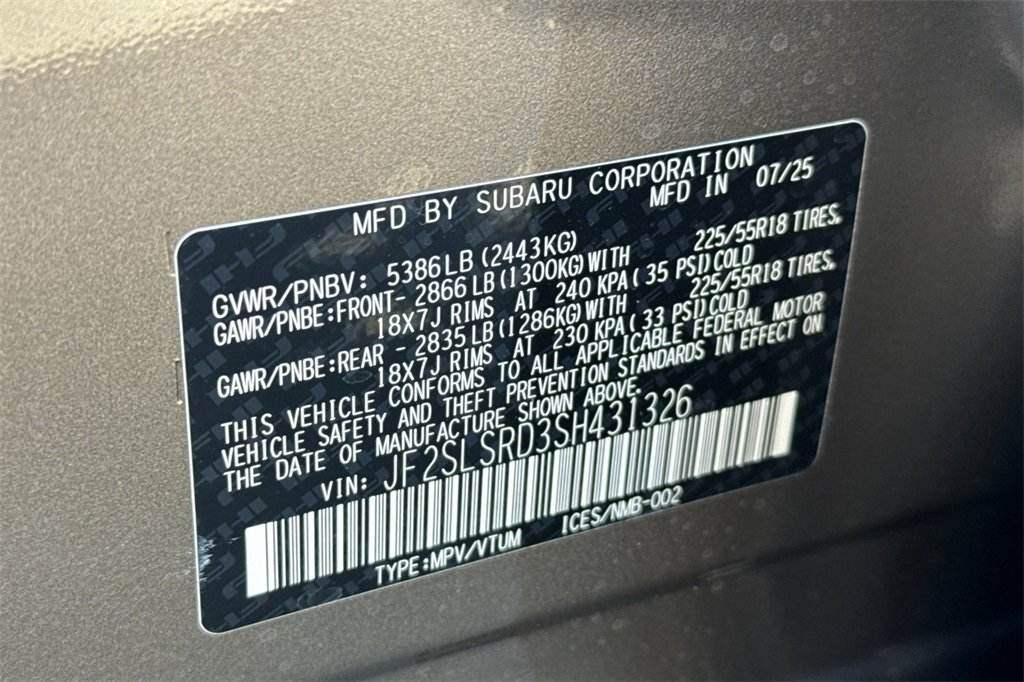 MFD BY SUBARU CORPORATION
MFD IN 07/25
GVWR/PNBV: 5386LB(2443KG)
GAWR/PNBE:FRONT- 2866LB(1300KG)WITH 225/55R18 TIRES,
18X7J RIMS AT 240 KPA( 35 PSI)COLD
GAWR/PNBE:REAR - 2835LB(1286KG)WITH 225/55R18 TIRES,
18X7J RIMS AT 230 KPA( 33 PSI)COLD
THIS VEHICLE CONFORMS TO ALL APPLICABLE FEDERAL MOTOR
VEHICLE SAFETY AND THEFT PREVENTION STANDARDS IN EFFECT ON
THE DATE OF MANUFACTURE SHOWN ABOVE.
VIN: JF2SLSRD3SH431326
TYPE:MPV/VTUM ICES/NMB-002